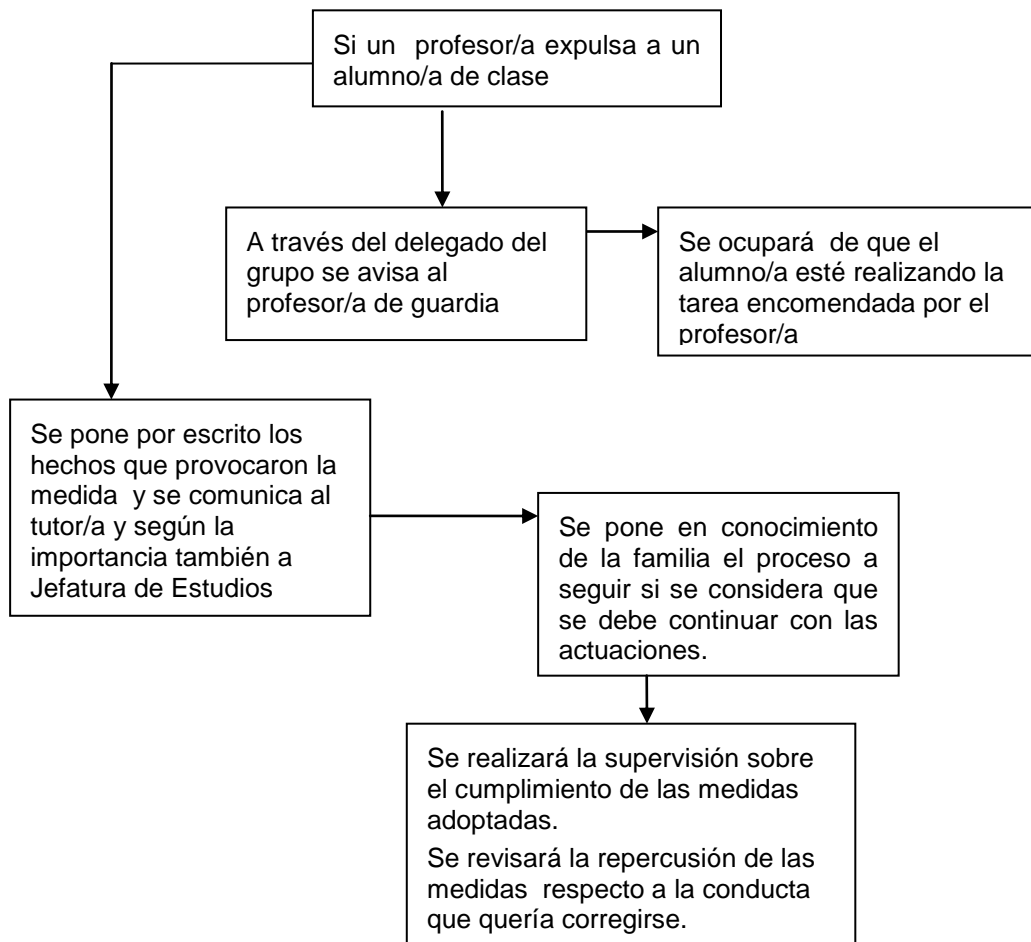 Si un profesor/a expulsa a un
alumno/a de clase
A través del delegado del
grupo se avisa al
profesor/a de guardia
Se ocupará de que el
alumno/a esté realizando la
tarea encomendada por el
profesor/a
Se pone por escrito los
hechos que provocaron la
medida y se comunica al
tutor/a y según la
importancia también a
Jefatura de Estudios
Se pone en conocimiento
de la familia el proceso a
seguir si se considera que
se debe continuar con las
actuaciones.
Se realizará la supervisión sobre
el cumplimiento de las medidas
adoptadas.
Se revisará la repercusión de las
medidas respecto a la conducta
que quería corregirse.